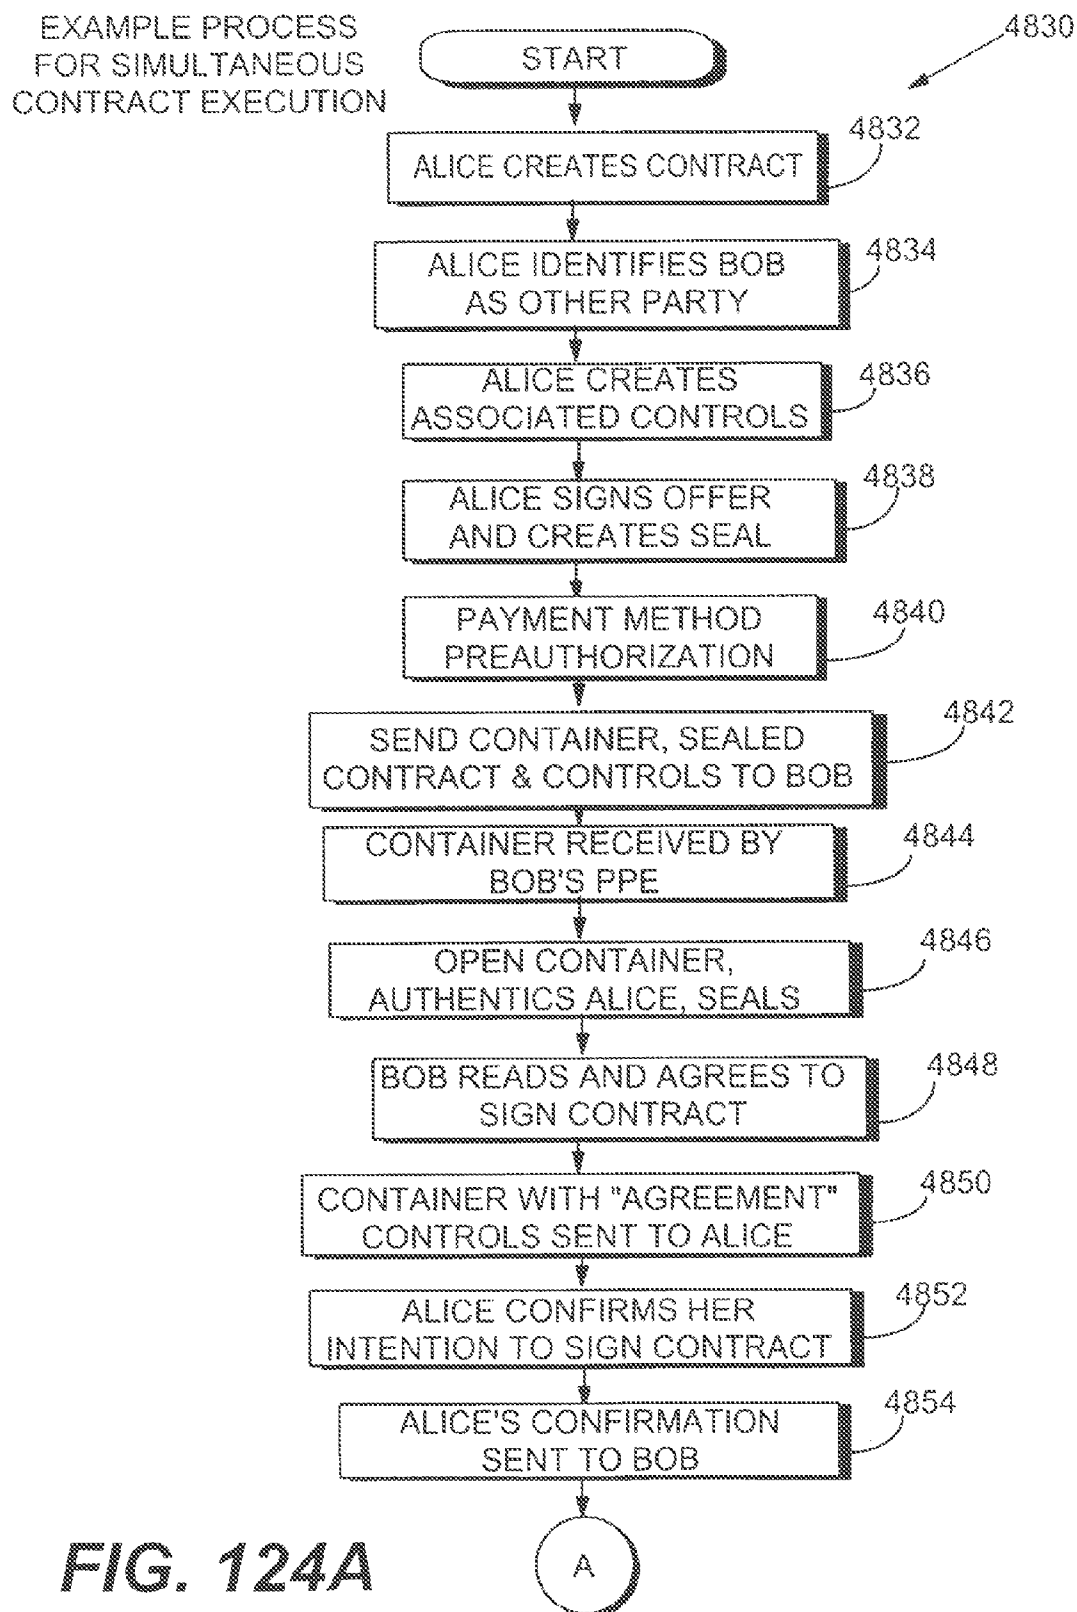 EXAMPLE PROCESS
FOR SIMULTANEOUS
CONTRACT EXECUTION
4830
START
4832
ALICE CREATES CONTRACT
4834
ALICE IDENTIFIES BOB
AS OTHER PARTY
4836
ALICE CREATES
ASSOCIATED CONTROLS
4838
ALICE SIGNS OFFER
AND CREATES SEAL
4840
PAYMENT METHOD
PREAUTHORIZATION
4842
SEND CONTAINER, SEALED
CONTRACT & CONTROLS TO BOB
4844
CONTAINER RECEIVED BY
BOB'S PPE
4846
OPEN CONTAINER,
AUTHENTICS ALICE, SEALS
4848
BOB READS AND AGREES TO
SIGN CONTRACT
4850
CONTAINER WITH "AGREEMENT"
CONTROLS SENT TO ALICE
4852
ALICE CONFIRMS HER
INTENTION TO SIGN CONTRACT
4854
ALICE'S CONFIRMATION
SENT TO BOB
A
FIG. 124A